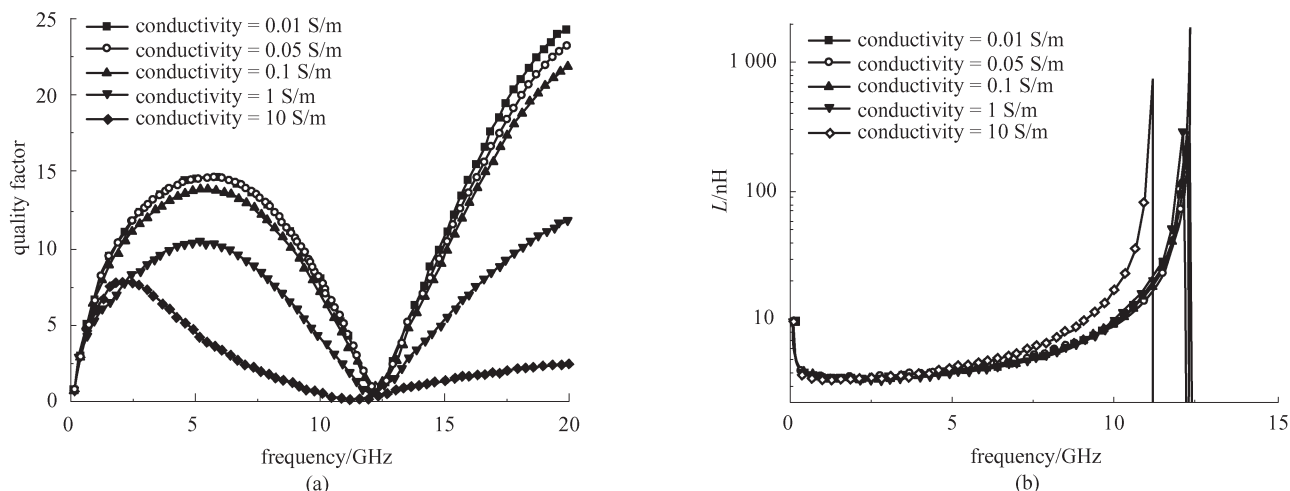 25
20
15
10
5
0
quality factor
conductivity = 0.01 S/m
conductivity = 0.05 S/m
conductivity = 0.1 S/m
conductivity = 1 S/m
conductivity = 10 S/m
0 5 10 15 20
frequency/GHz
(a)
1 000
100
10
L/nH
conductivity = 0.01 S/m
conductivity = 0.05 S/m
conductivity = 0.1 S/m
conductivity = 1 S/m
conductivity = 10 S/m
0 5 10 15
frequency/GHz
(b)